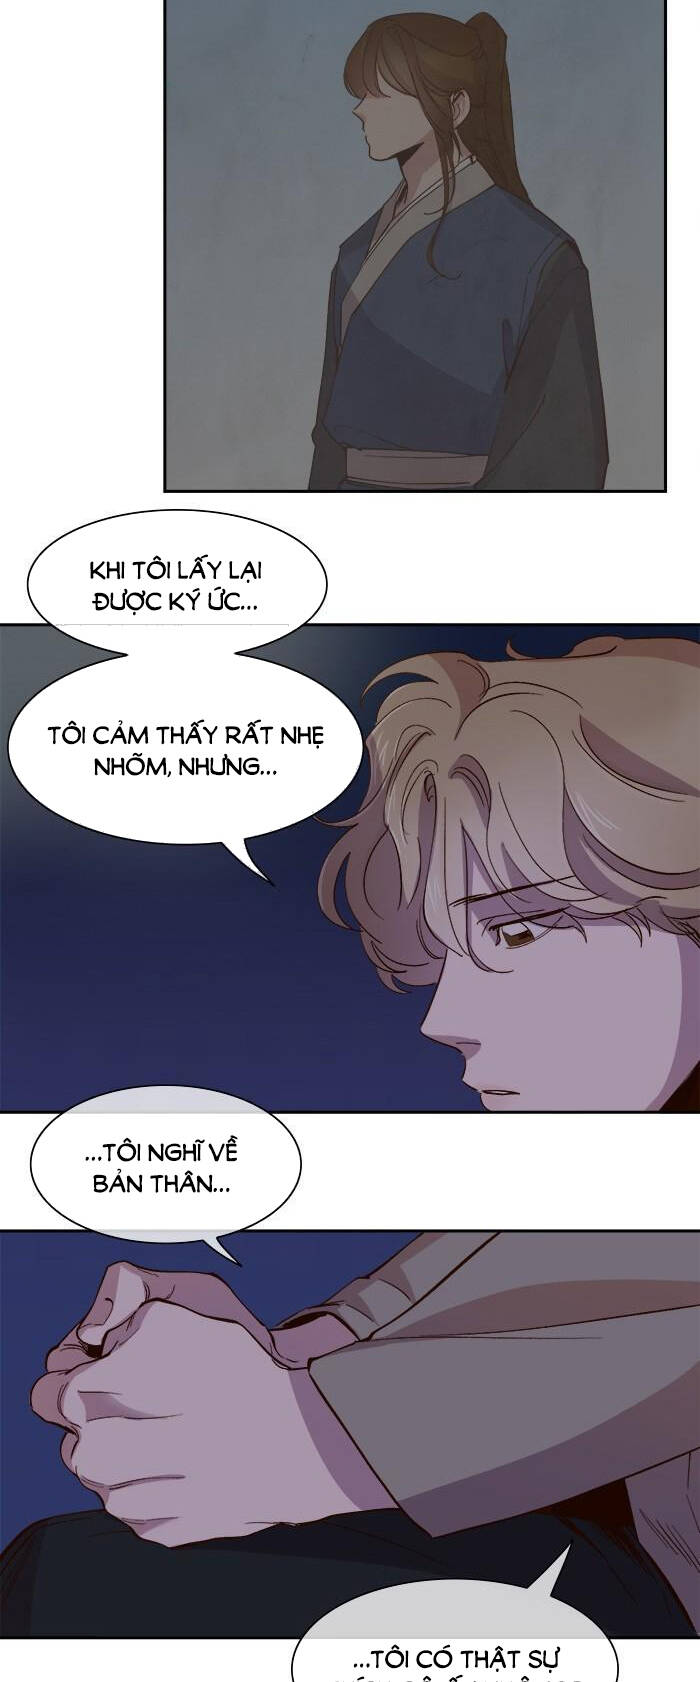 KHI TÔI LẤY LẠI
ĐƯỢC KÝ ỨC...
TÔI CẢM THẤY RẤT NHẸ
NHÕM, NHƯNG...
...TÔI NGHĨ VỀ
BẢN THÂN...
...TÔI CÓ THẬT SỰ